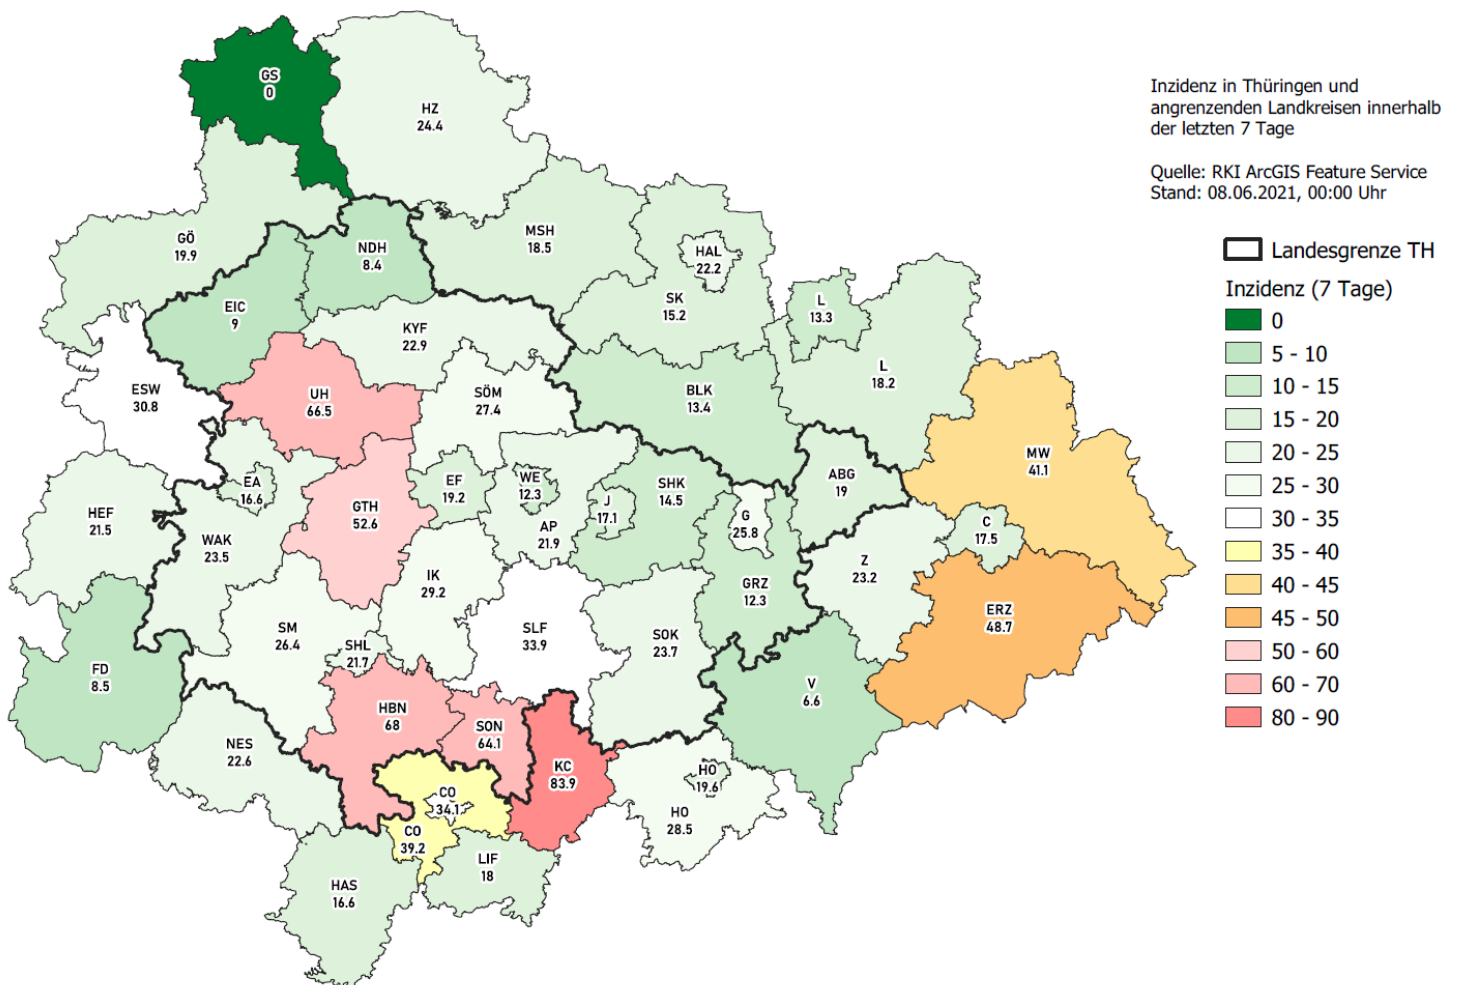 Inzidenz in Thüringen und
angrenzenden Landkreisen innerhalb
der letzten 7 Tage
Quelle: RKI ArcGIS Feature Service
Stand: 08.06.2021, 00:00 Uhr
Landesgrenze TH
Inzidenz (7 Tage)
0
5 - 10
10 - 15
15 - 20
20 - 25
25 - 30
30 - 35
35 - 40
40 - 45
45 - 50
50 - 60
60 - 70
80 - 90
GS
0
HZ
24.4
GÖ
19.9
NDH
8.4
MSH
18.5
HAL
22.2
EIC
9
SK
15.2
L
13.3
KYF
22.9
L
18.2
ESW
30.8
UH
66.5
SÖM
27.4
BLK
13.4
MW
41.1
HEF
21.5
EA
16.6
GTH
52.6
EF
19.2
WE
12.3
J
17.1
SHK
14.5
ABG
19
G
25.8
WAK
23.5
AP
21.9
C
17.5
Z
23.2
IK
29.2
GRZ
12.3
ERZ
48.7
SM
26.4
SHL
21.7
SLF
33.9
SOK
23.7
FD
8.5
V
6.6
HBN
68
SON
64.1
NES
22.6
KC
83.9
HO
19.6
CO
34.1
HO
28.5
CO
39.2
LIF
18
HAS
16.6